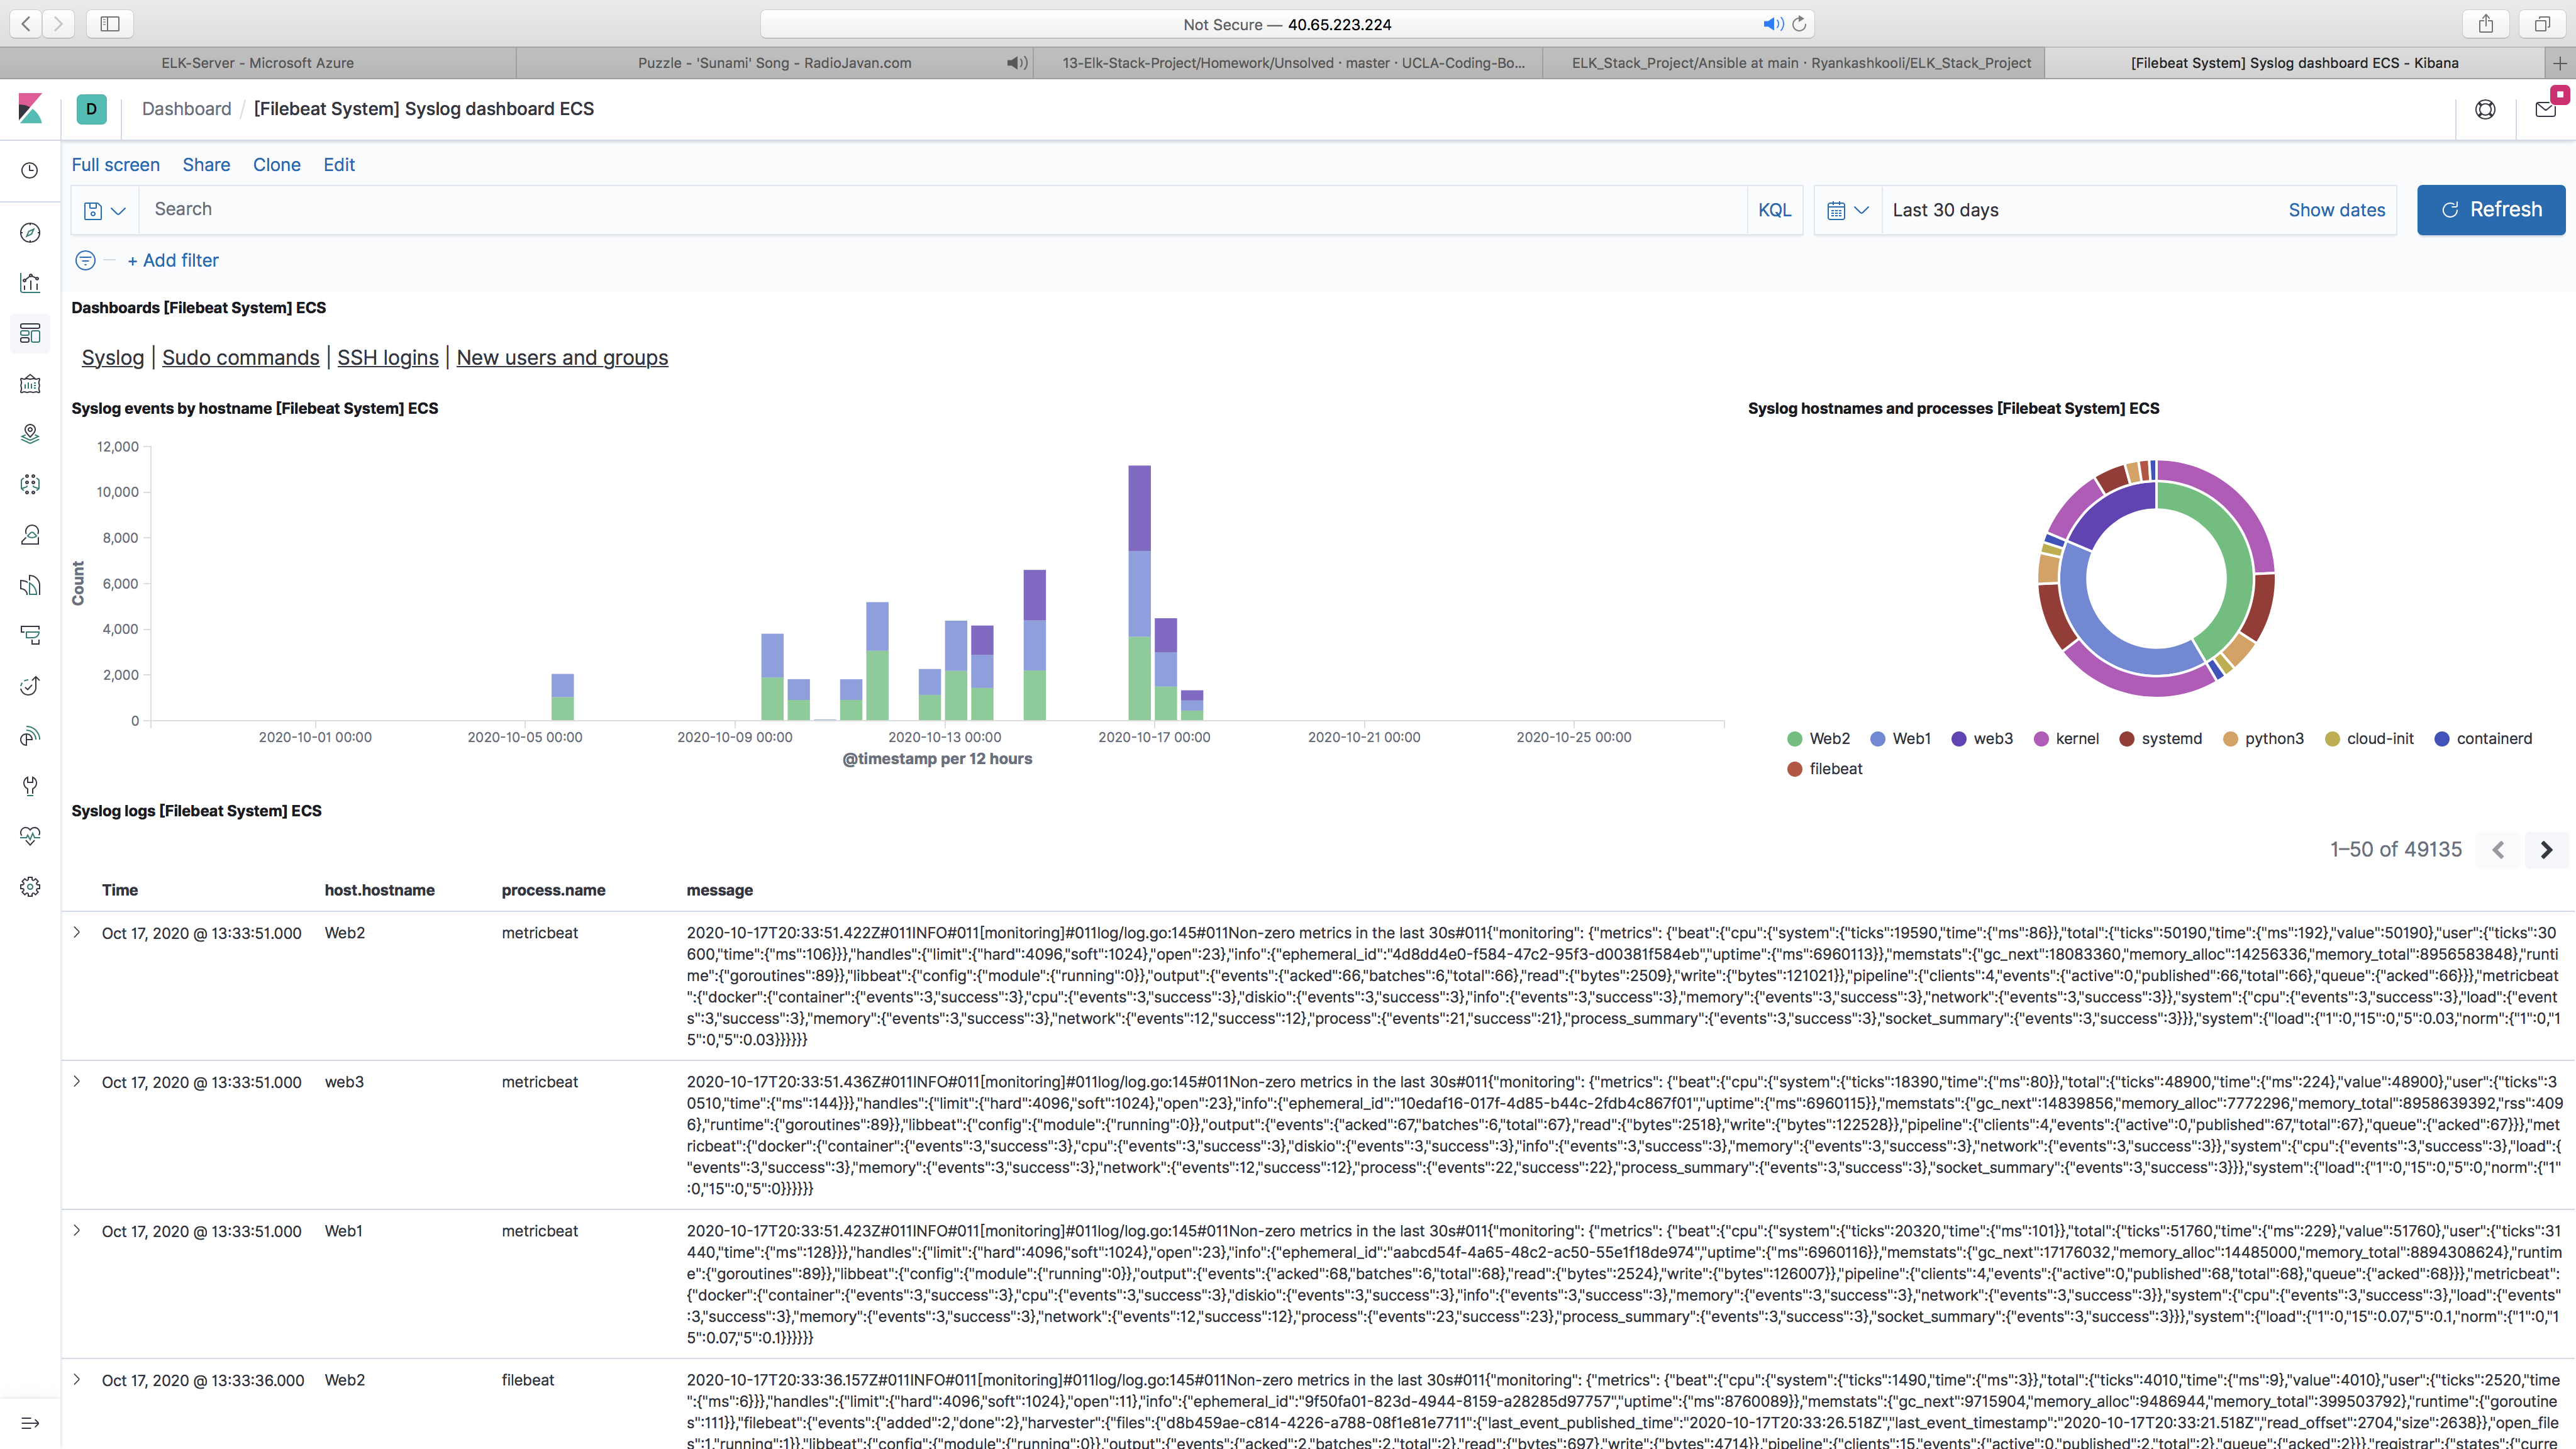 Not Secure — 40.65.223.224
ELK-Server - Microsoft Azure
Puzzle - 'Sunami' Song - RadioJavan.com
13-Elk-Stack-Project/Homework/Unsolved · master · UCLA-Coding-Bo...
ELK_Stack_Project/Ansible at main · Ryankashkooli/ELK_Stack_Project
[Filebeat System] Syslog dashboard ECS - Kibana
D
Dashboard / [Filebeat System] Syslog dashboard ECS
Full screen Share Clone Edit
Search KQL Last 30 days Show dates Refresh
+ Add filter
Dashboards [Filebeat System] ECS
Syslog | Sudo commands | SSH logins | New users and groups
Syslog events by hostname [Filebeat System] ECS
12,000
10,000
8,000
6,000
4,000
2,000
0
Count
2020-10-01 00:00 2020-10-05 00:00 2020-10-09 00:00 2020-10-13 00:00 2020-10-17 00:00 2020-10-21 00:00 2020-10-25 00:00
@timestamp per 12 hours
Syslog hostnames and processes [Filebeat System] ECS
Web2 Web1 web3 kernel systemd python3 cloud-init containerd
filebeat
Syslog logs [Filebeat System] ECS
1–50 of 49135
Time host.hostname process.name message
Oct 17, 2020 @ 13:33:51.000 Web2 metricbeat 2020-10-17T20:33:51.422Z#011INFO#011[monitoring]#011log/log.go:145#011Non-zero metrics in the last 30s#011{"monitoring": {"metrics": {"beat":{"cpu":{"system":{"ticks":19590,"time":{"ms":86}},"total":{"ticks":50190,"time":{"ms":192},"value":50190},"user":{"ticks":30
600,"time":{"ms":106}}},"handles":{"limit":{"hard":4096,"soft":1024},"open":23},"info":{"ephemeral_id":"4d8dd4e0-f584-47c2-95f3-d00381f584eb","uptime":{"ms":6960113}},"memstats":{"gc_next":18083360,"memory_alloc":14256336,"memory_total":8956583848},"runti
me":{"goroutines":89}},"libbeat":{"config":{"module":{"running":0}},"output":{"events":{"acked":66,"batches":6,"total":66},"read":{"bytes":2509},"write":{"bytes":121021}},"pipeline":{"clients":4,"events":{"active":0,"published":66,"total":66},"queue":{"acked":66}}},"metricbeat
":{"docker":{"container":{"events":3,"success":3},"cpu":{"events":3,"success":3},"diskio":{"events":3,"success":3},"info":{"events":3,"success":3},"memory":{"events":3,"success":3},"network":{"events":3,"success":3}},"system":{"cpu":{"events":3,"success":3},"load":{"event
s":3,"success":3},"memory":{"events":3,"success":3},"network":{"events":12,"success":12},"process":{"events":21,"success":21},"process_summary":{"events":3,"success":3},"socket_summary":{"events":3,"success":3}}},"system":{"load":{"1":0,"15":0,"5":0.03,"norm":{"1":0,"1
5":0,"5":0.03}}}}}}
Oct 17, 2020 @ 13:33:51.000 web3 metricbeat 2020-10-17T20:33:51.436Z#011INFO#011[monitoring]#011log/log.go:145#011Non-zero metrics in the last 30s#011{"monitoring": {"metrics": {"beat":{"cpu":{"system":{"ticks":18390,"time":{"ms":80}},"total":{"ticks":48900,"time":{"ms":224},"value":48900},"user":{"ticks":3
0510,"time":{"ms":144}}},"handles":{"limit":{"hard":4096,"soft":1024},"open":23},"info":{"ephemeral_id":"10edaf16-017f-4d85-b44c-2fdb4c867f01","uptime":{"ms":6960115}},"memstats":{"gc_next":14839856,"memory_alloc":7772296,"memory_total":8958639392,"rss":409
6},"runtime":{"goroutines":89}},"libbeat":{"config":{"module":{"running":0}},"output":{"events":{"acked":67,"batches":6,"total":67},"read":{"bytes":2518},"write":{"bytes":122528}},"pipeline":{"clients":4,"events":{"active":0,"published":67,"total":67},"queue":{"acked":67}}},"met
ricbeat":{"docker":{"container":{"events":3,"success":3},"cpu":{"events":3,"success":3},"diskio":{"events":3,"success":3},"info":{"events":3,"success":3},"memory":{"events":3,"success":3},"network":{"events":3,"success":3}},"system":{"cpu":{"events":3,"success":3},"load":{
"events":3,"success":3},"memory":{"events":3,"success":3},"network":{"events":12,"success":12},"process":{"events":22,"success":22},"process_summary":{"events":3,"success":3},"socket_summary":{"events":3,"success":3}}},"system":{"load":{"1":0,"15":0,"5":0,"norm":{"1"
:0,"15":0,"5":0}}}}}}
Oct 17, 2020 @ 13:33:51.000 Web1 metricbeat 2020-10-17T20:33:51.423Z#011INFO#011[monitoring]#011log/log.go:145#011Non-zero metrics in the last 30s#011{"monitoring": {"metrics": {"beat":{"cpu":{"system":{"ticks":20320,"time":{"ms":101}},"total":{"ticks":51760,"time":{"ms":229},"value":51760},"user":{"ticks":31
440,"time":{"ms":128}}},"handles":{"limit":{"hard":4096,"soft":1024},"open":23},"info":{"ephemeral_id":"aabcd54f-4a65-48c2-ac50-55e1f18de974","uptime":{"ms":6960116}},"memstats":{"gc_next":17176032,"memory_alloc":14485000,"memory_total":8894308624},"runtim
e":{"goroutines":89}},"libbeat":{"config":{"module":{"running":0}},"output":{"events":{"acked":68,"batches":6,"total":68},"read":{"bytes":2524},"write":{"bytes":126007}},"pipeline":{"clients":4,"events":{"active":0,"published":68,"total":68},"queue":{"acked":68}}},"metricbeat":
{"docker":{"container":{"events":3,"success":3},"cpu":{"events":3,"success":3},"diskio":{"events":3,"success":3},"info":{"events":3,"success":3},"memory":{"events":3,"success":3},"network":{"events":3,"success":3}},"system":{"cpu":{"events":3,"success":3},"load":{"events"
:3,"success":3},"memory":{"events":3,"success":3},"network":{"events":12,"success":12},"process":{"events":23,"success":23},"process_summary":{"events":3,"success":3},"socket_summary":{"events":3,"success":3}}},"system":{"load":{"1":0,"15":0.07,"5":0.1,"norm":{"1":0,"1
5":0.07,"5":0.1}}}}}}
Oct 17, 2020 @ 13:33:36.000 Web2 filebeat 2020-10-17T20:33:36.157Z#011INFO#011[monitoring]#011log/log.go:145#011Non-zero metrics in the last 30s#011{"monitoring": {"metrics": {"beat":{"cpu":{"system":{"ticks":1490,"time":{"ms":3}},"total":{"ticks":4010,"time":{"ms":9},"value":4010},"user":{"ticks":2520,"time
":{"ms":6}}},"handles":{"limit":{"hard":4096,"soft":1024},"open":11},"info":{"ephemeral_id":"9f50fa01-823d-4944-8159-a28285d97757","uptime":{"ms":8760089}},"memstats":{"gc_next":9715904,"memory_alloc":9486944,"memory_total":399503792},"runtime":{"goroutine
s":111}},"filebeat":{"events":{"added":2,"done":2},"harvester":{"files":{"d8b459ae-c814-4226-a788-08f1e81e7711":{"last_event_published_time":"2020-10-17T20:33:26.518Z","last_event_timestamp":"2020-10-17T20:33:21.518Z","read_offset":2704,"size":2638}},"open_file
s":1,"running":1}},"libbeat":{"config":{"module":{"running":0}},"output":{"events":{"acked":2,"batches":2,"total":2},"read":{"bytes":697},"write":{"bytes":4714}},"pipeline":{"clients":15,"events":{"active":0,"published":2,"total":2},"queue":{"acked":2}}},"registrar":{"states":{"curre